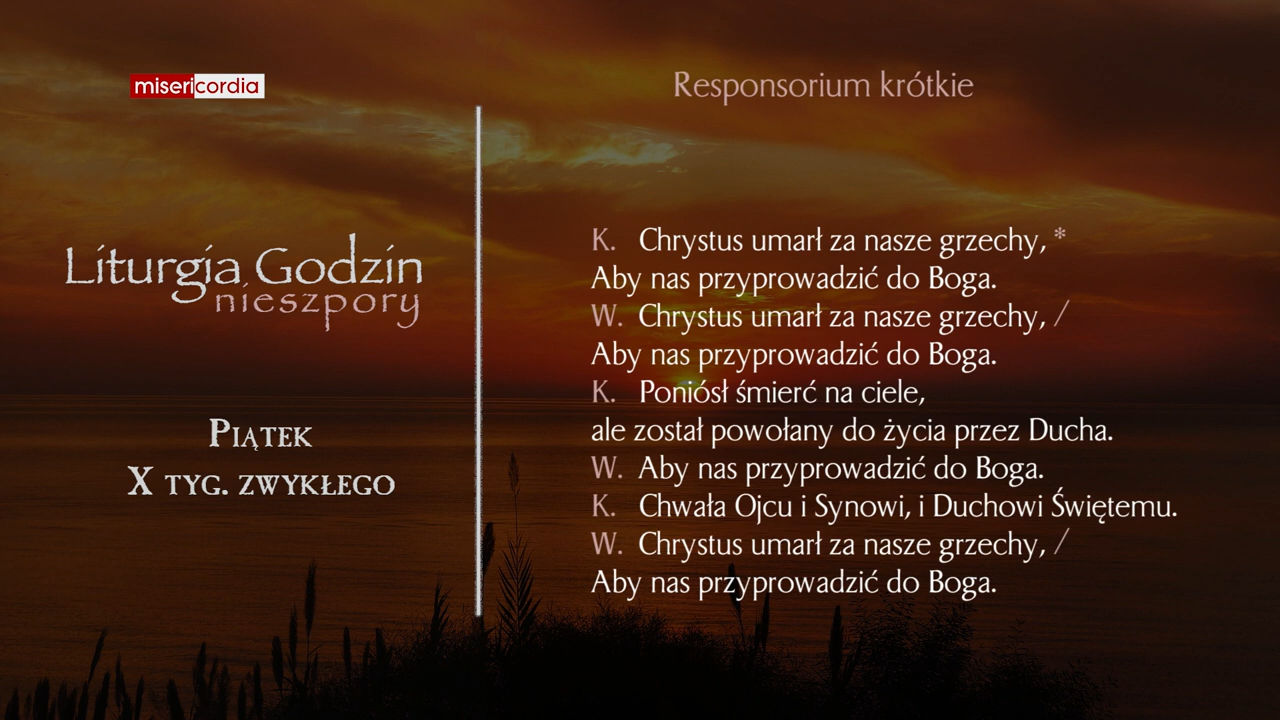 misericordia
Liturgia Godzin
nieszpory
Piątek
X tyg. zwykłego
Responsorium krótkie
K. Chrystus umarł za nasze grzechy, *
Aby nas przyprowadzić do Boga.
W. Chrystus umarł za nasze grzechy, /
Aby nas przyprowadzić do Boga.
K. Poniósł śmierć na ciele,
ale został powołany do życia przez Ducha.
W. Aby nas przyprowadzić do Boga.
K. Chwała Ojcu i Synowi, i Duchowi Świętemu.
W. Chrystus umarł za nasze grzechy, /
Aby nas przyprowadzić do Boga.